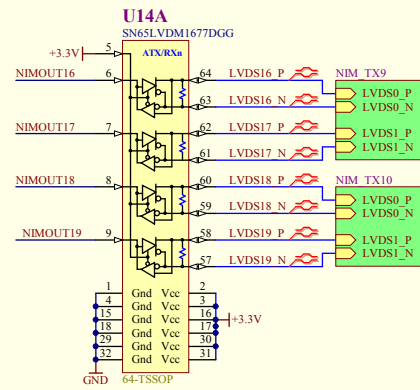 U14A
SN65LVDM1677DGG
+3.3V 5 ATX/RXn
NIMOUT16 6 64 LVDS16_P NIM_TX9
LVDS0_P
63 LVDS16_N LVDS0_N
NIMOUT17 7 62 LVDS17_P LVDS1_P
61 LVDS17_N LVDS1_N
NIMOUT18 8 60 LVDS18_P NIM_TX10
LVDS0_P
59 LVDS18_N LVDS0_N
NIMOUT19 9 58 LVDS19_P LVDS1_P
57 LVDS19_N LVDS1_N
1 Gnd Vcc 2
4 Gnd Vcc 3
15 Gnd Vcc 16 +3.3V
18 Gnd Vcc 17
29 Gnd Vcc 30
32 Gnd Vcc 31
GND 64-TSSOP